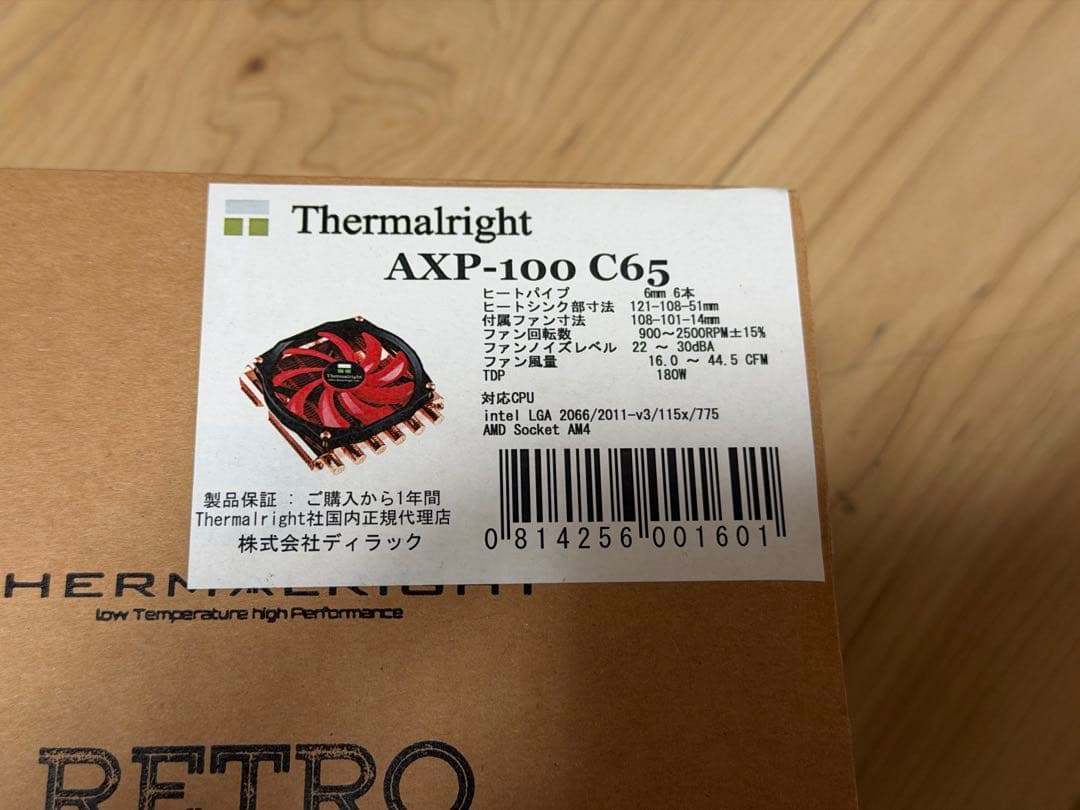 Thermalright
AXP-100 C65
ヒートパイプ 6mm 6本
ヒートシンク部寸法 121-108-51mm
付属ファン寸法 108-101-14mm
ファン回転数 900～2500RPM±15%
ファンノイズレベル 22 ～ 30dBA
ファン風量 16.0 ～ 44.5 CFM
TDP 180W
対応CPU
intel LGA 2066/2011-v3/115x/775
AMD Socket AM4
Thermalright
製品保証 : ご購入から1年間
Thermalright社国内正規代理店
株式会社ディラック
0 814256 001601
low Temperature high Performance
RETRO